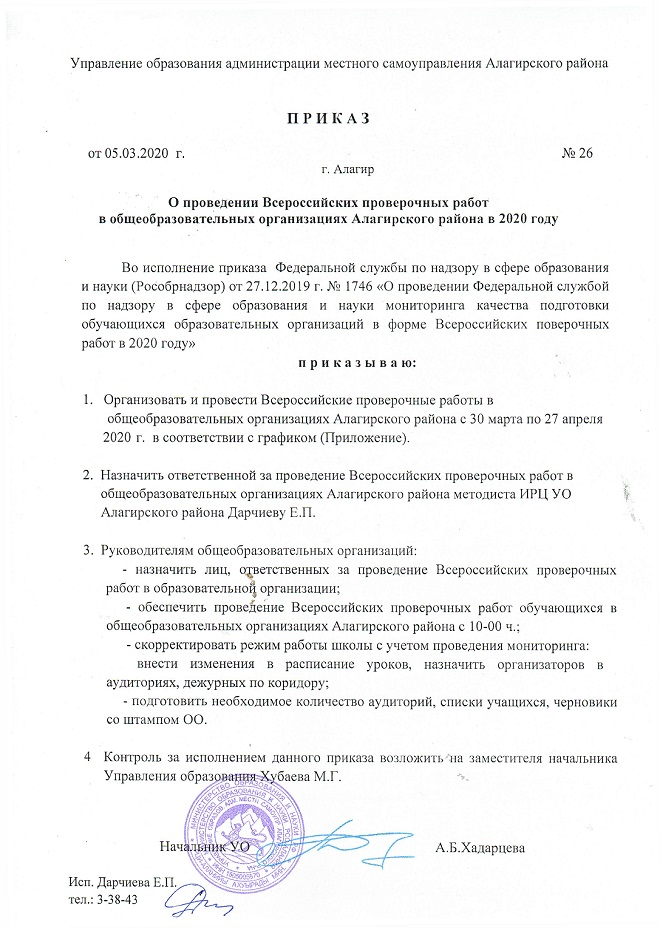 Управление образования администрации местного самоуправления Алагирского района
П Р И К А З
от 05.03.2020 г. № 26
г. Алагир
О проведении Всероссийских проверочных работ
в общеобразовательных организациях Алагирского района в 2020 году
Во исполнение приказа Федеральной службы по надзору в сфере образования
и науки (Рособрнадзор) от 27.12.2019 г. № 1746 «О проведении Федеральной службой
по надзору в сфере образования и науки мониторинга качества подготовки
обучающихся образовательных организаций в форме Всероссийских поверочных
работ в 2020 году»
п р и к а з ы в а ю:
1. Организовать и провести Всероссийские проверочные работы в
общеобразовательных организациях Алагирского района с 30 марта по 27 апреля
2020 г. в соответствии с графиком (Приложение).
2. Назначить ответственной за проведение Всероссийских проверочных работ в
общеобразовательных организациях Алагирского района методиста ИРЦ УО
Алагирского района Дарчиеву Е.П.
3. Руководителям общеобразовательных организаций:
- назначить лиц, ответственных за проведение Всероссийских проверочных
работ в образовательной организации;
- обеспечить проведение Всероссийских проверочных работ обучающихся в
общеобразовательных организациях Алагирского района с 10-00 ч.;
- скорректировать режим работы школы с учетом проведения мониторинга:
внести изменения в расписание уроков, назначить организаторов в
аудиториях, дежурных по коридору;
- подготовить необходимое количество аудиторий, списки учащихся, черновики
со штампом ОО.
4 Контроль за исполнением данного приказа возложить на заместителя начальника
Управления образования Хубаева М.Г.
Начальник УО А.Б.Хадарцева
Исп. Дарчиева Е.П.
тел.: 3-38-43